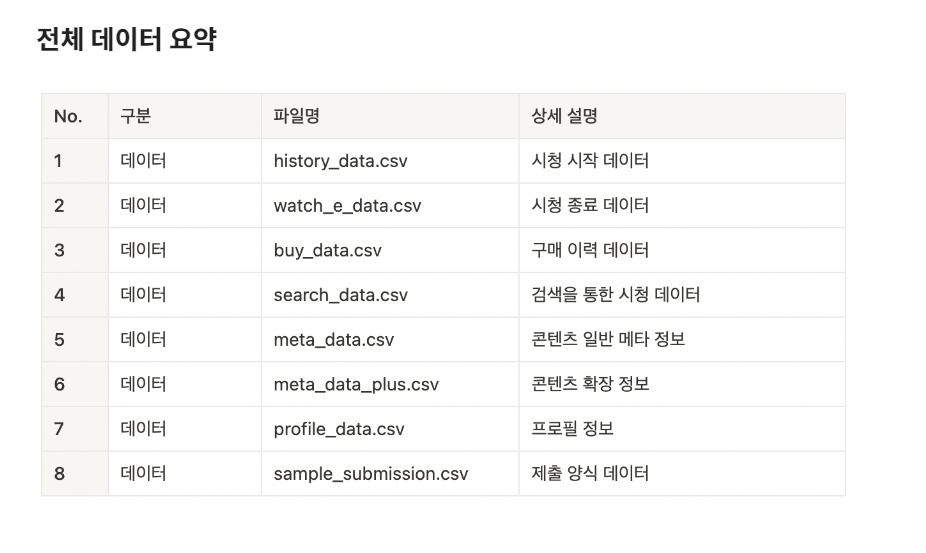 전체 데이터 요약
No. 구분 파일명 상세 설명
1 데이터 history_data.csv 시청 시작 데이터
2 데이터 watch_e_data.csv 시청 종료 데이터
3 데이터 buy_data.csv 구매 이력 데이터
4 데이터 search_data.csv 검색을 통한 시청 데이터
5 데이터 meta_data.csv 콘텐츠 일반 메타 정보
6 데이터 meta_data_plus.csv 콘텐츠 확장 정보
7 데이터 profile_data.csv 프로필 정보
8 데이터 sample_submission.csv 제출 양식 데이터